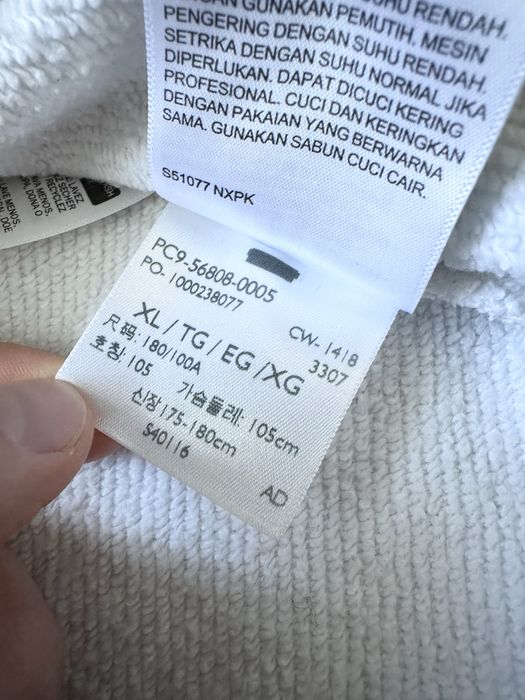 GUNAKAN PEMUTIH. MESIN
PENGERING DENGAN SUHU RENDAH.
SETRIKA DENGAN SUHU NORMAL JIKA
DIPERLUKAN. DAPAT DICUCI KERING
PROFESIONAL. CUCI DAN KERINGKAN
DENGAN PAKAIAN YANG BERWARNA
SAMA. GUNAKAN SABUN CUCI CAIR.
S51077 NXPK
PC9-56808-0005
PO- 1000238077
CW- 1418
3307
XL / TG / EG /XG
尺码: 180/100A
호칭: 105
가슴둘레: 105cm
신장175-180cm
S40116
AD